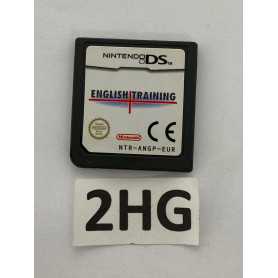 NINTENDO DS
ENGLISH TRAINING
Nintendo
CE
NTR-ANGP-EUR
2HG